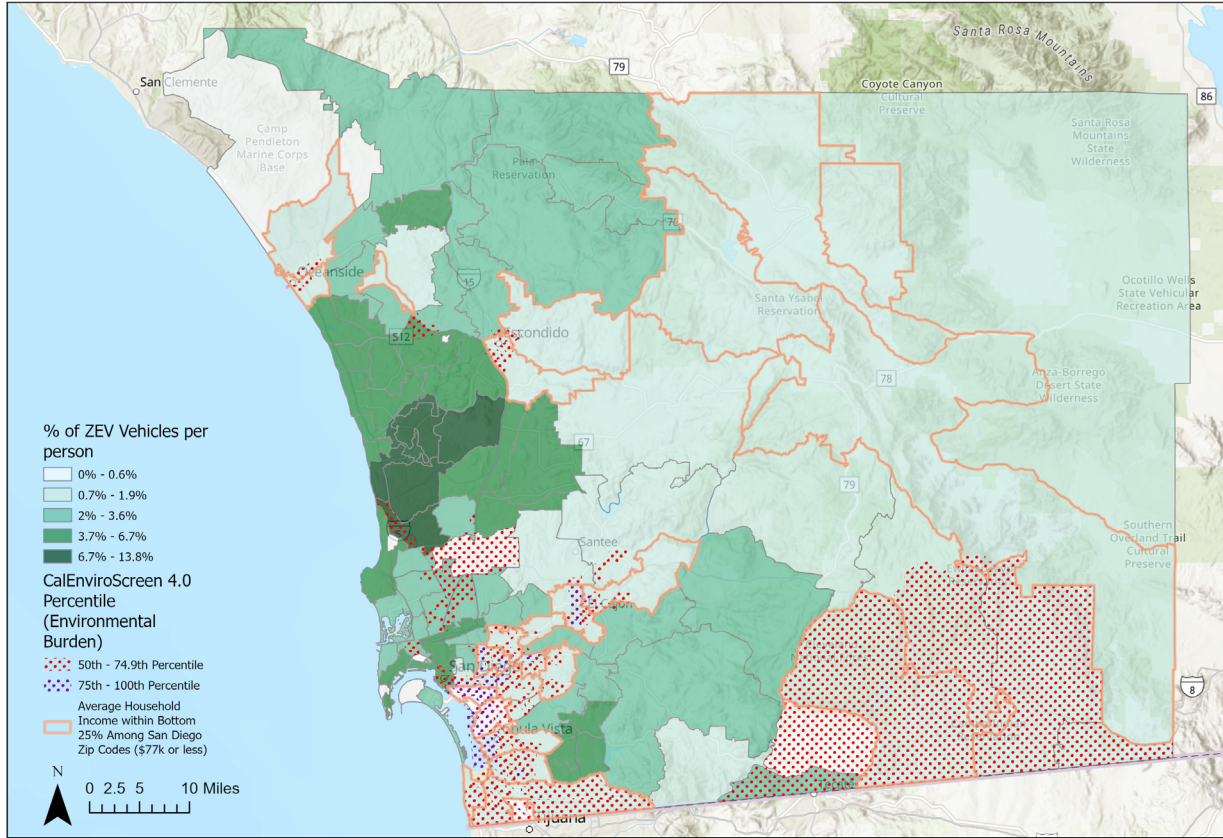 Santa Rosa Mountains
79
San Clemente
Coyote Canyon
Cultural
Preserve
86
Camp
Pendleton
Marine Corps
Base
Santa Rosa
Mountains
State
Wilderness
Pala
Reservation
Oceanside
15
Santa Ysabel
Reservation
Ocotillo Wells
State Vehicular
Recreation Area
S12
Escondido
78
Anza-Borrego
Desert State
Wilderness
67
79
Santee
Southern
Overland Trail
Cultural
Preserve
8
Chula Vista
Tijuana
% of ZEV Vehicles per
person
0% - 0.6%
0.7% - 1.9%
2% - 3.6%
3.7% - 6.7%
6.7% - 13.8%
CalEnviroScreen 4.0
Percentile
(Environmental
Burden)
50th - 74.9th Percentile
75th - 100th Percentile
Average Household
Income within Bottom
25% Among San Diego
Zip Codes ($77k or less)
N
0 2.5 5 10 Miles